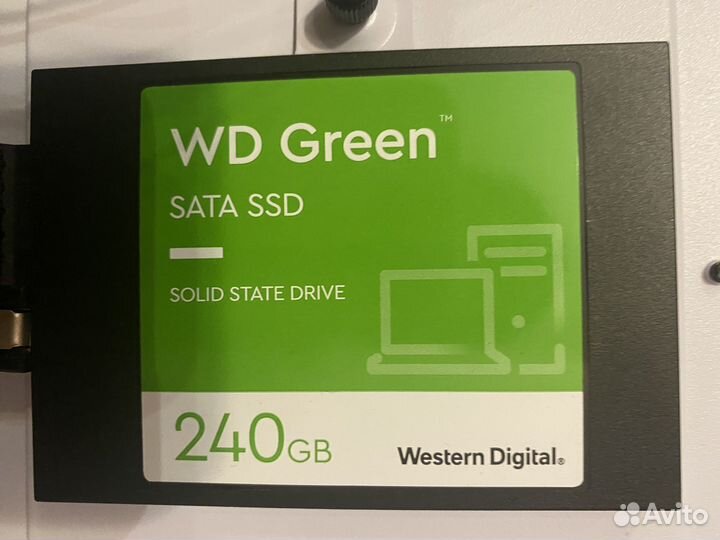 WD Green™
SATA SSD
SOLID STATE DRIVE
240GB
Western Digital®
Avito